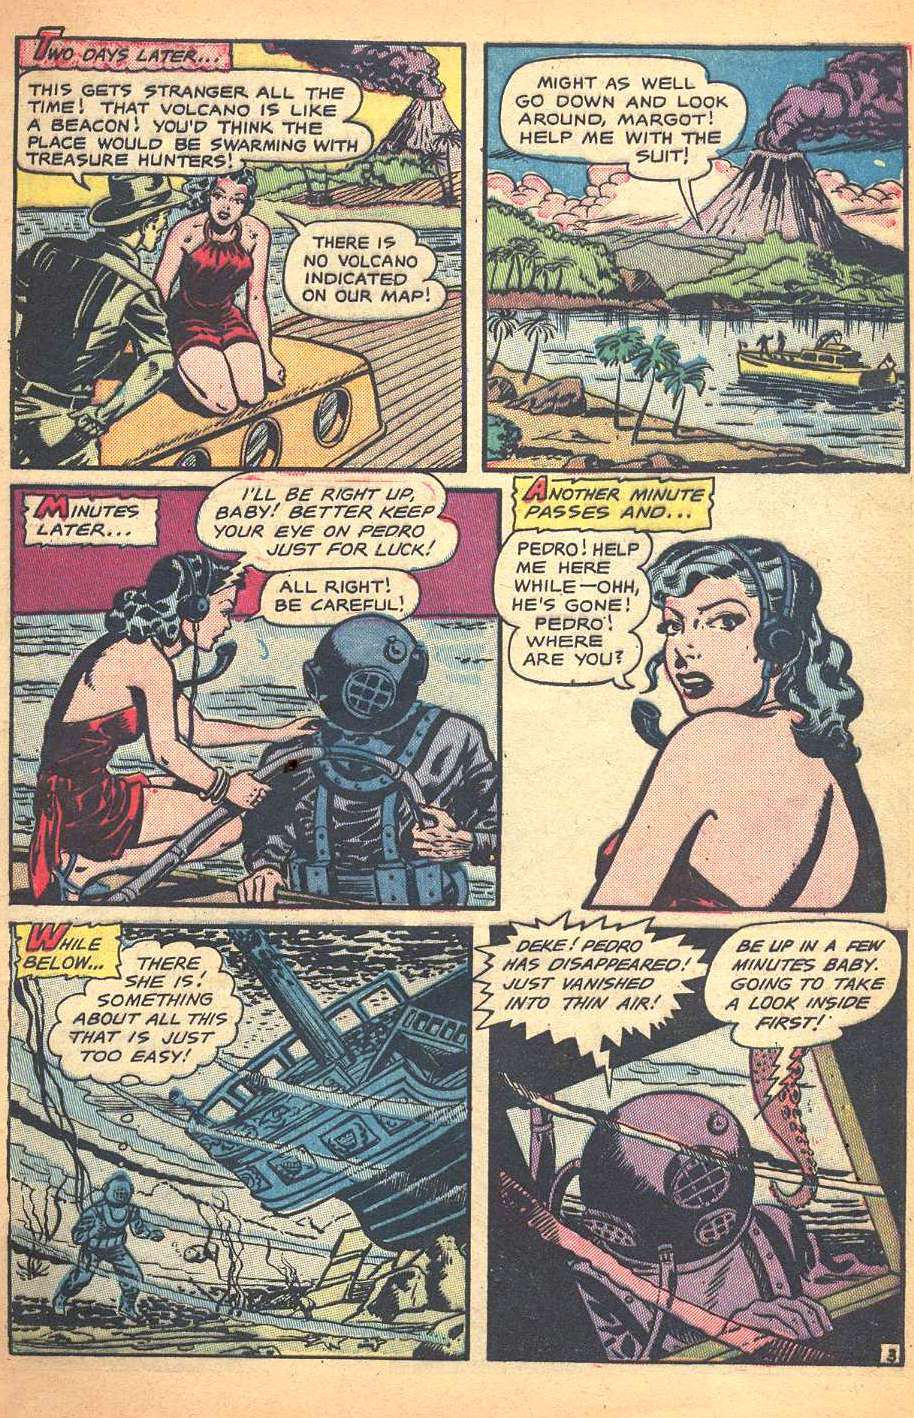 TWO DAYS LATER...
THIS GETS STRANGER ALL THE
TIME! THAT VOLCANO IS LIKE
A BEACON! YOU'D THINK THE
PLACE WOULD BE SWARMING WITH
TREASURE HUNTERS!
THERE IS
NO VOLCANO
INDICATED
ON OUR MAP!
MIGHT AS WELL
GO DOWN AND LOOK
AROUND, MARGOT!
HELP ME WITH THE
SUIT!
MINUTES
LATER...
I'LL BE RIGHT UP,
BABY! BETTER KEEP
YOUR EYE ON PEDRO
JUST FOR LUCK!
ALL RIGHT!
BE CAREFUL!
ANOTHER MINUTE
PASSES AND...
PEDRO! HELP
ME HERE
WHILE—OHH,
HE'S GONE!
PEDRO!
WHERE
ARE YOU?
WHILE
BELOW...
THERE
SHE IS!
SOMETHING
ABOUT ALL THIS
THAT IS JUST
TOO EASY!
DEKE! PEDRO
HAS DISAPPEARED!
JUST VANISHED
INTO THIN AIR!
BE UP IN A FEW
MINUTES BABY.
GOING TO TAKE
A LOOK INSIDE
FIRST!
3